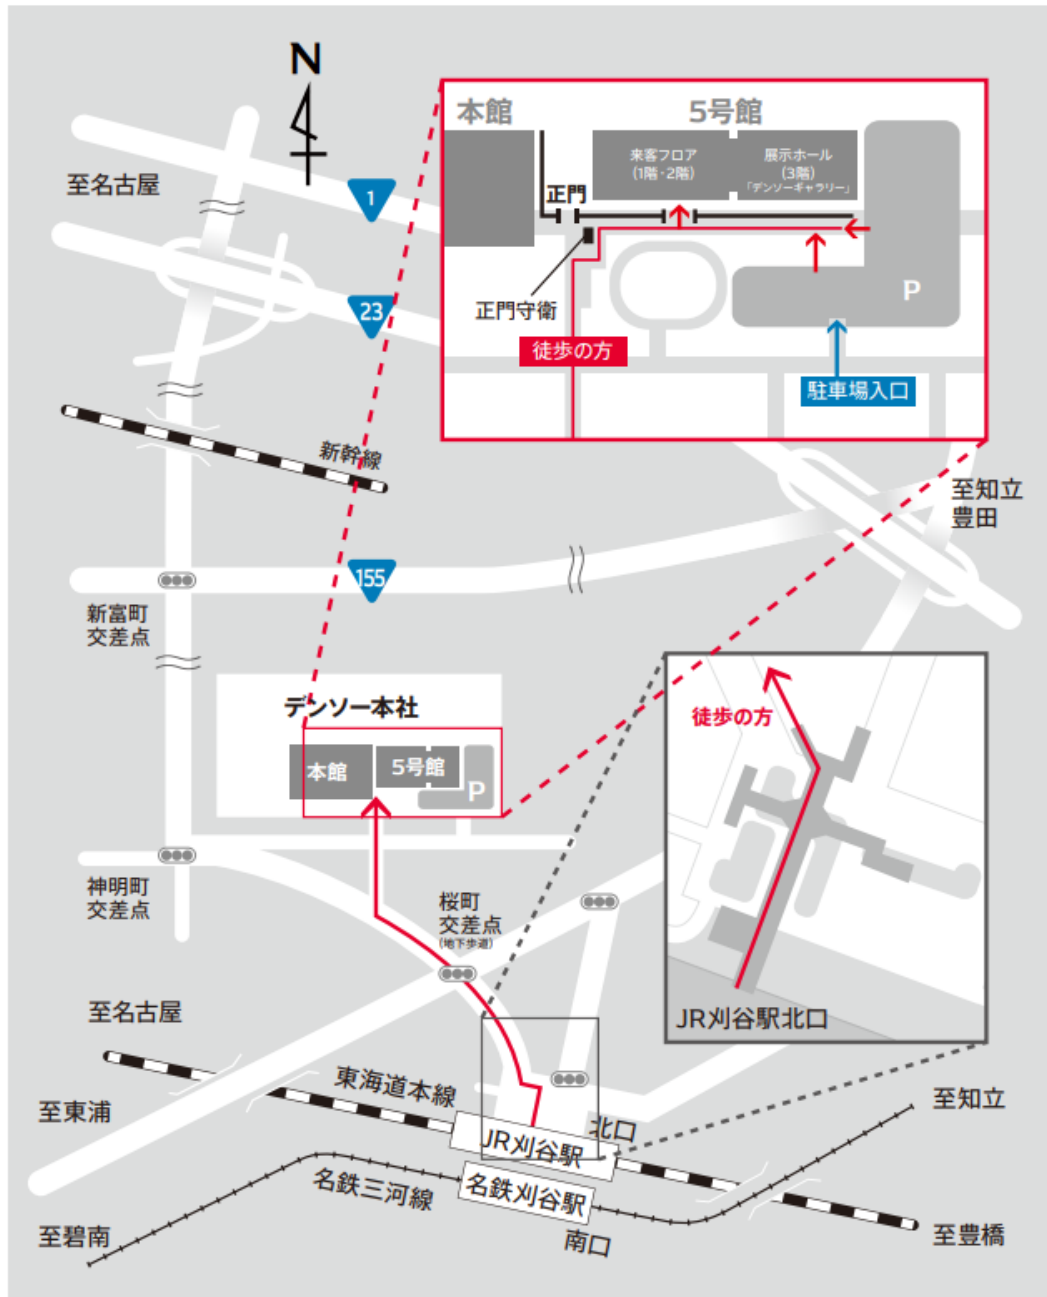 N
本館
5号館
来客フロア
(1階・2階)
展示ホール
(3階)
「デンソーギャラリー」
正門
至名古屋
1
23
正門守衛
P
徒歩の方
駐車場入口
新幹線
至知立
豊田
155
新富町
交差点
デンソー本社
本館
5号館
P
徒歩の方
神明町
交差点
桜町
交差点
(地下歩道)
JR刈谷駅北口
至名古屋
東海道本線
至東浦
北口
至知立
JR刈谷駅
名鉄三河線
名鉄刈谷駅
至碧南
南口
至豊橋